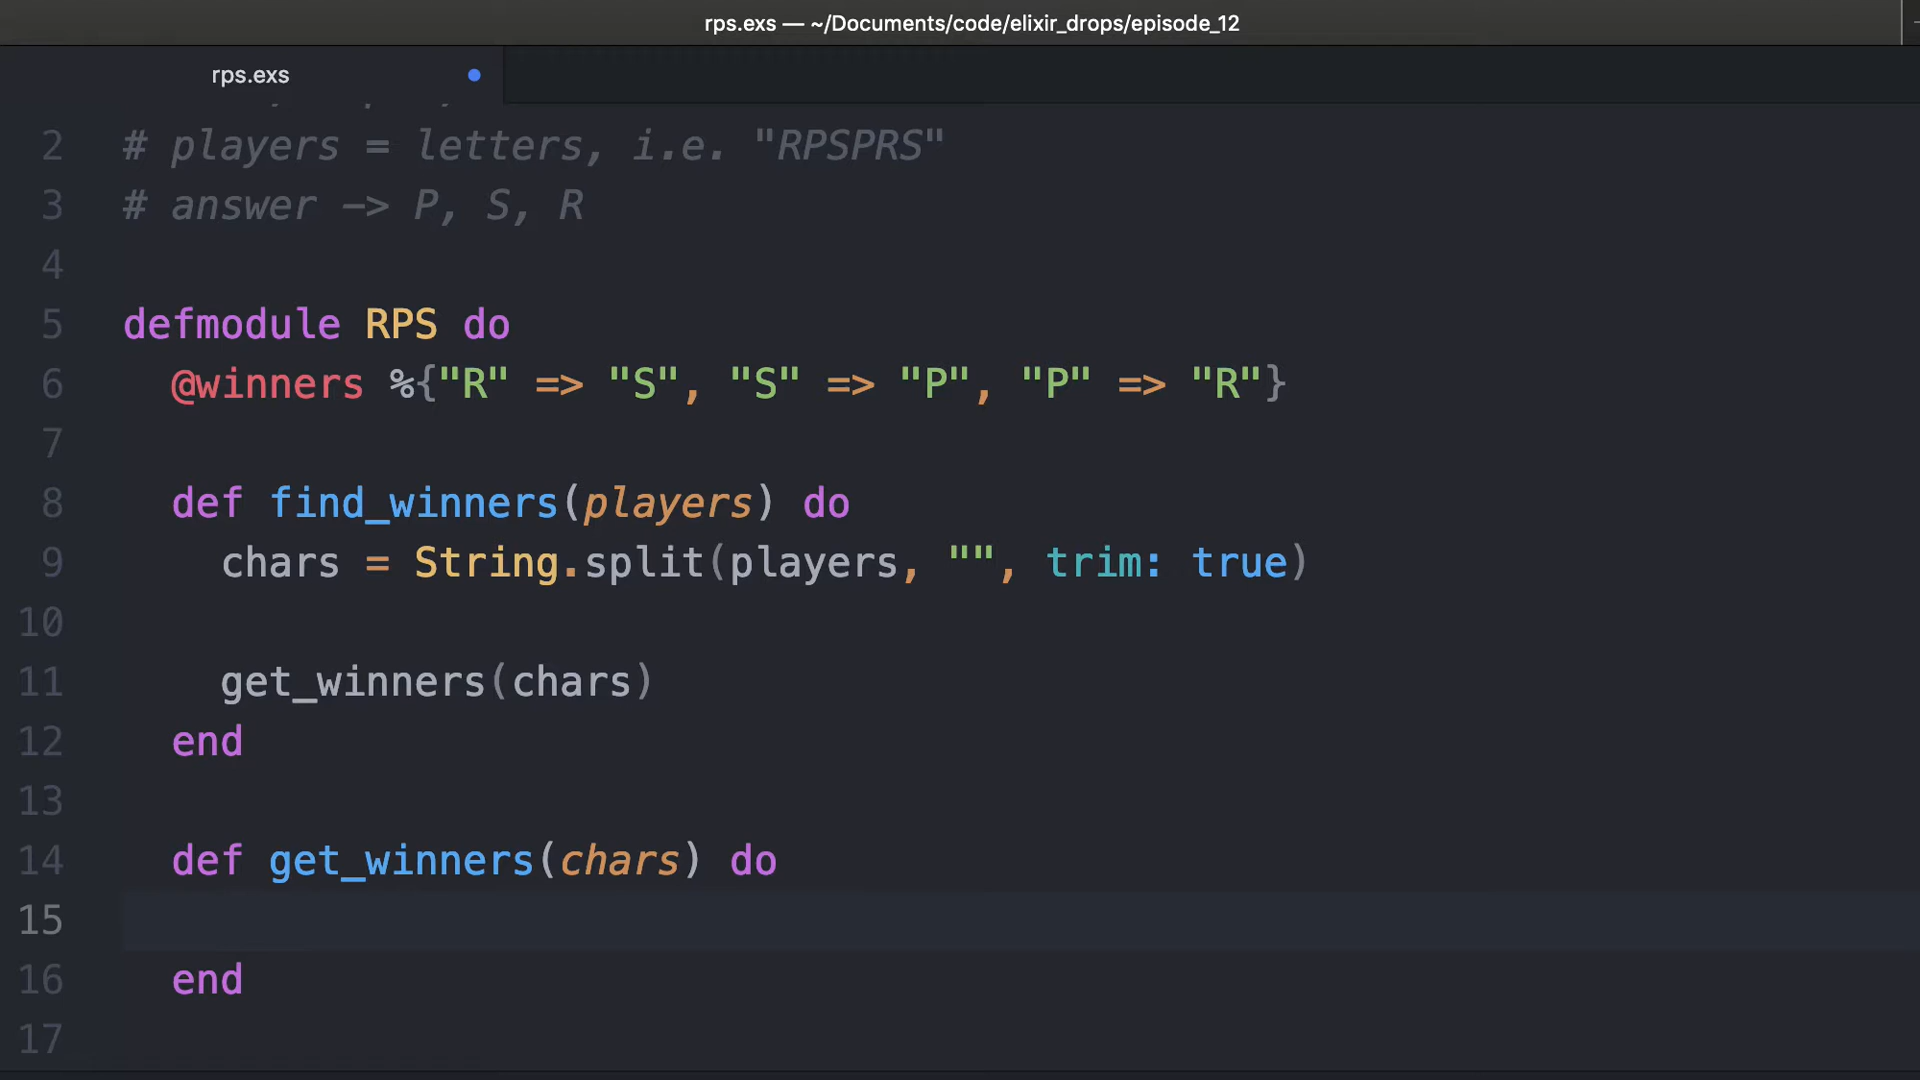 rps.exs — ~/Documents/code/elixir_drops/episode_12
rps.exs
2 # players = letters, i.e. "RPSPRS"
3 # answer -> P, S, R
4
5 defmodule RPS do
6 @winners %{"R" => "S", "S" => "P", "P" => "R"}
7
8 def find_winners(players) do
9 chars = String.split(players, "", trim: true)
10
11 get_winners(chars)
12 end
13
14 def get_winners(chars) do
15
16 end
17